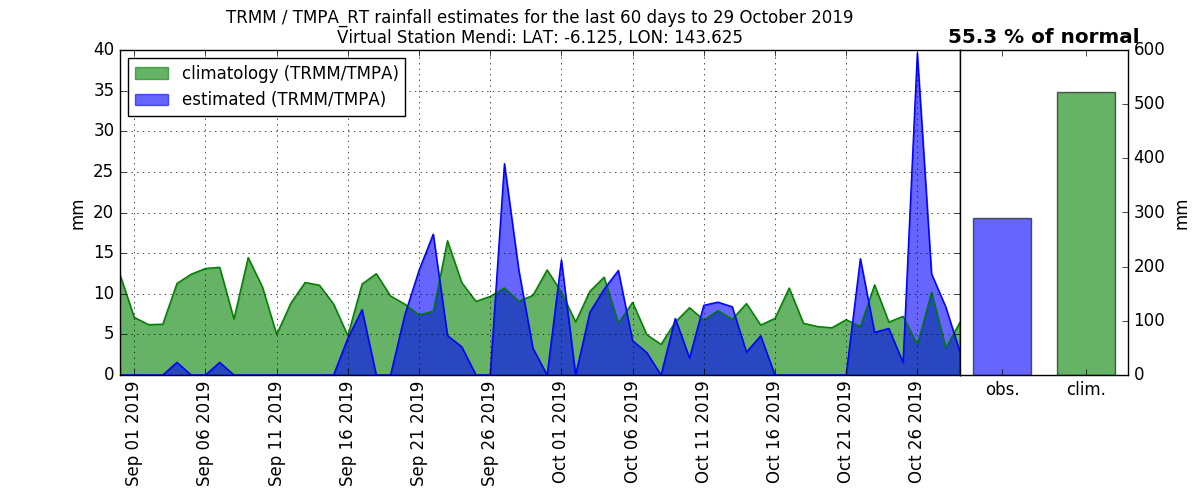 TRMM / TMPA_RT rainfall estimates for the last 60 days to 29 October 2019
Virtual Station Mendi: LAT: -6.125, LON: 143.625
55.3 % of normal
climatology (TRMM/TMPA)
estimated (TRMM/TMPA)
mm
40
35
30
25
20
15
10
5
0
Sep 01 2019
Sep 06 2019
Sep 11 2019
Sep 16 2019
Sep 21 2019
Sep 26 2019
Oct 01 2019
Oct 06 2019
Oct 11 2019
Oct 16 2019
Oct 21 2019
Oct 26 2019
obs.
clim.
600
500
400
300
200
100
0
mm